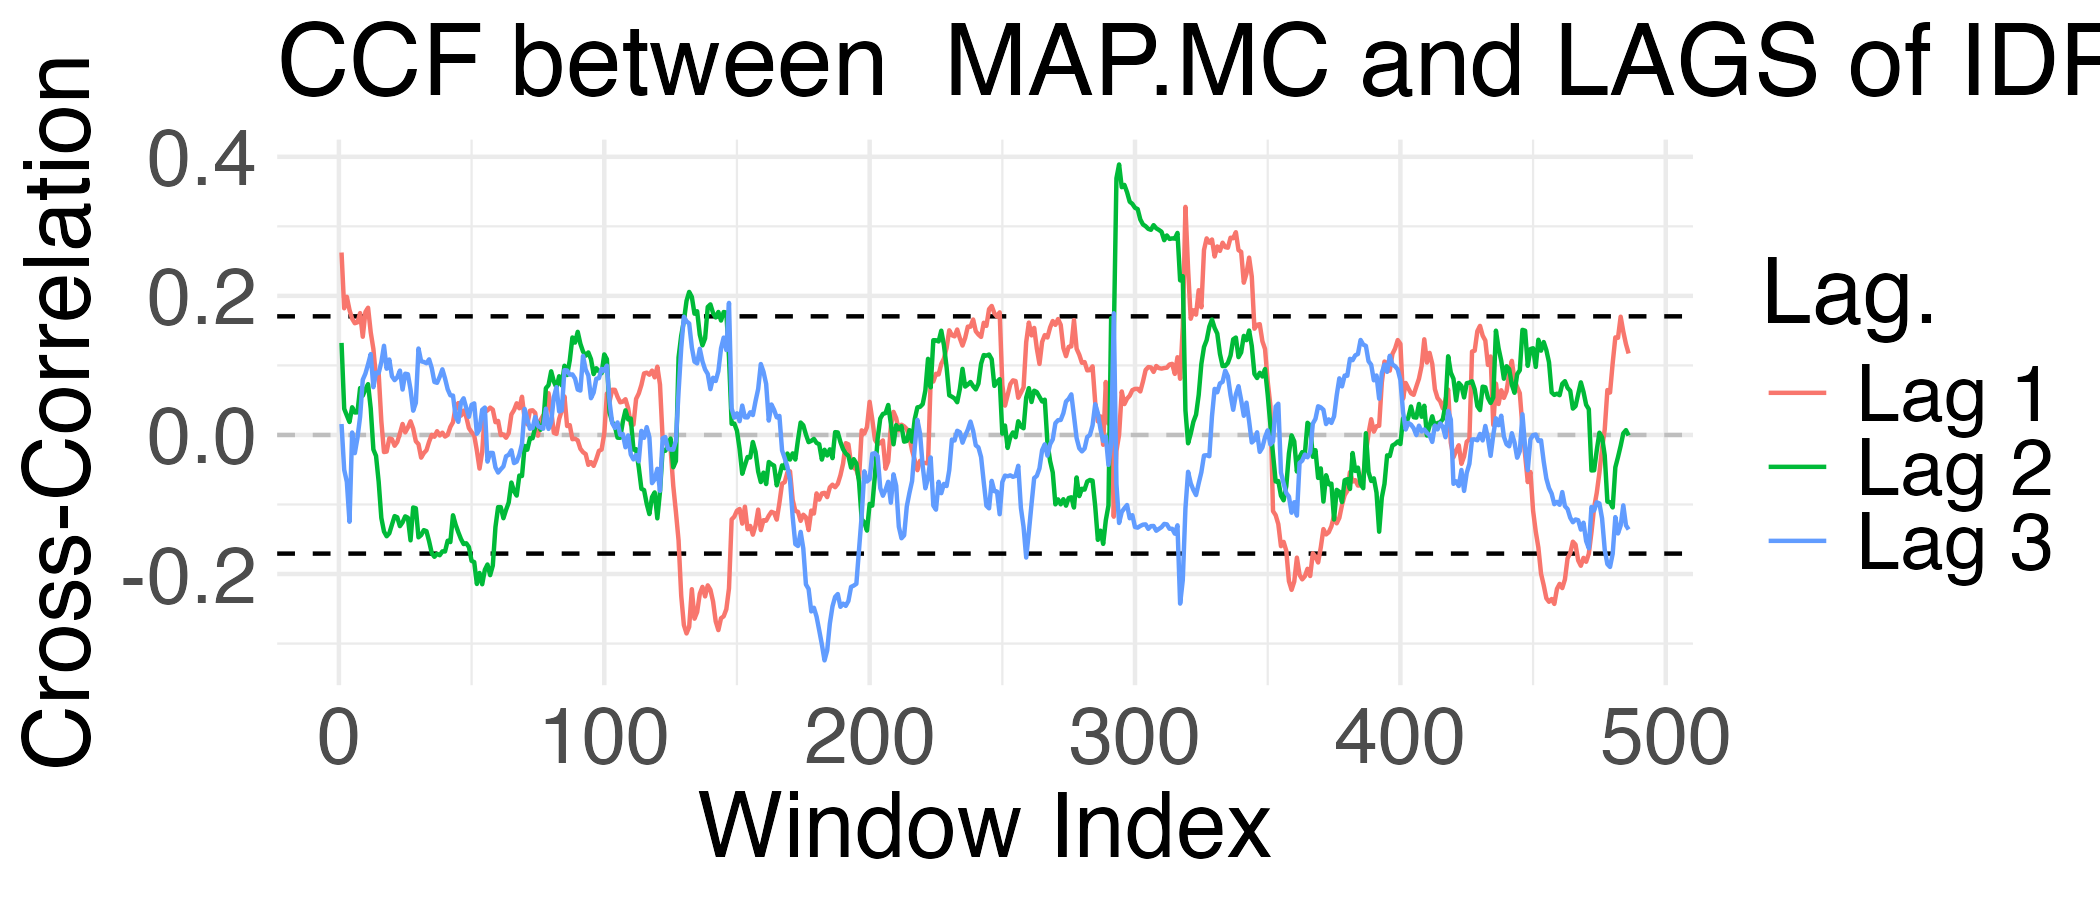 CCF between  MAP.MC and LAGS of
Cross-Correlation
0.4
0.2
0.0
-0.2
0 100 200 300 400 500
Window Index
Lag.
Lag 1
Lag 2
Lag 3